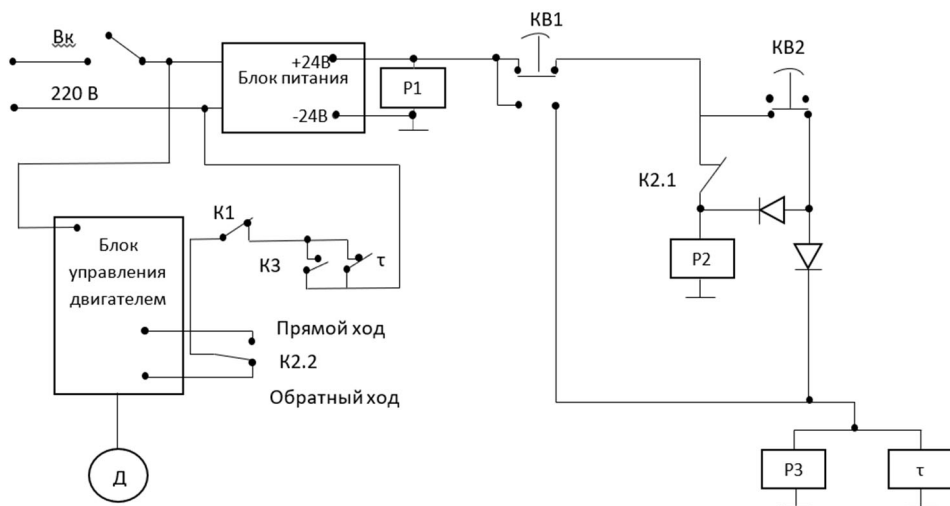 Вк
220 В
+24В
Блок питания
-24В
Р1
КВ1
КВ2
К2.1
Р2
Блок
управления
двигателем
К1
К3
τ
Прямой ход
К2.2
Обратный ход
Д
Р3
τ